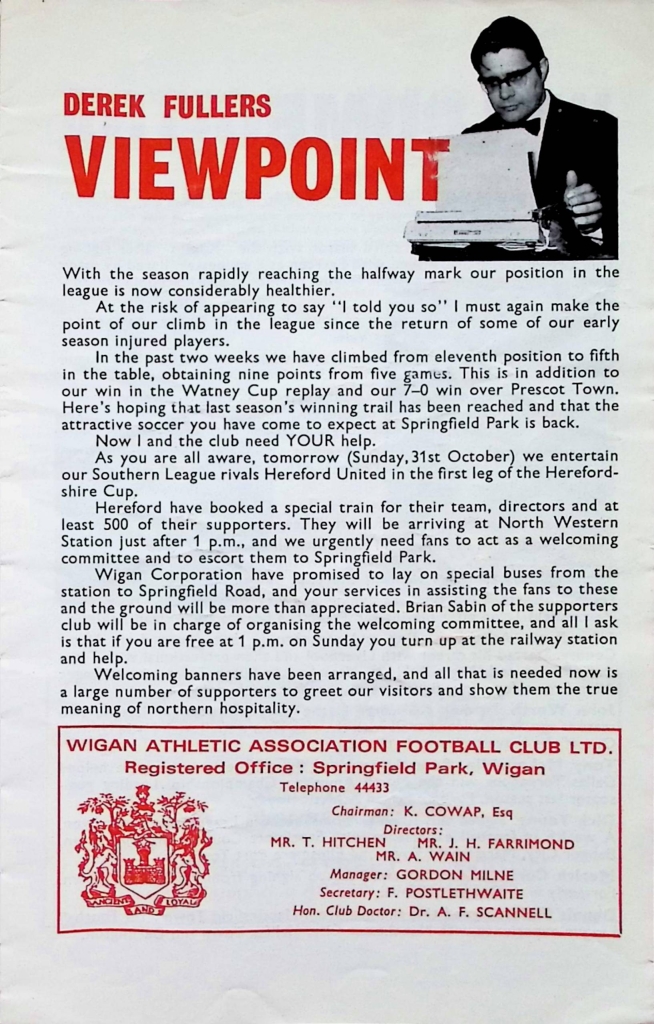 DEREK FULLERS
VIEWPOINT
With the season rapidly reaching the halfway mark our position in the
league is now considerably healthier.
At the risk of appearing to say "I told you so" I must again make the
point of our climb in the league since the return of some of our early
season injured players.
In the past two weeks we have climbed from eleventh position to fifth
in the table, obtaining nine points from five games. This is in addition to
our win in the Watney Cup replay and our 7–0 win over Prescot Town.
Here's hoping that last season's winning trail has been reached and that the
attractive soccer you have come to expect at Springfield Park is back.
Now I and the club need YOUR help.
As you are all aware, tomorrow (Sunday, 31st October) we entertain
our Southern League rivals Hereford United in the first leg of the Hereford-
shire Cup.
Hereford have booked a special train for their team, directors and at
least 500 of their supporters. They will be arriving at North Western
Station just after 1 p.m., and we urgently need fans to act as a welcoming
committee and to escort them to Springfield Park.
Wigan Corporation have promised to lay on special buses from the
station to Springfield Road, and your services in assisting the fans to these
and the ground will be more than appreciated. Brian Sabin of the supporters
club will be in charge of organising the welcoming committee, and all I ask
is that if you are free at 1 p.m. on Sunday you turn up at the railway station
and help.
Welcoming banners have been arranged, and all that is needed now is
a large number of supporters to greet our visitors and show them the true
meaning of northern hospitality.
WIGAN ATHLETIC ASSOCIATION FOOTBALL CLUB LTD.
Registered Office : Springfield Park, Wigan
Telephone 44433
Chairman: K. COWAP, Esq
Directors:
MR. T. HITCHEN MR. J. H. FARRIMOND
MR. A. WAIN
Manager: GORDON MILNE
Secretary: F. POSTLETHWAITE
Hon. Club Doctor: Dr. A. F. SCANNELL
ANCIENT AND LOYAL